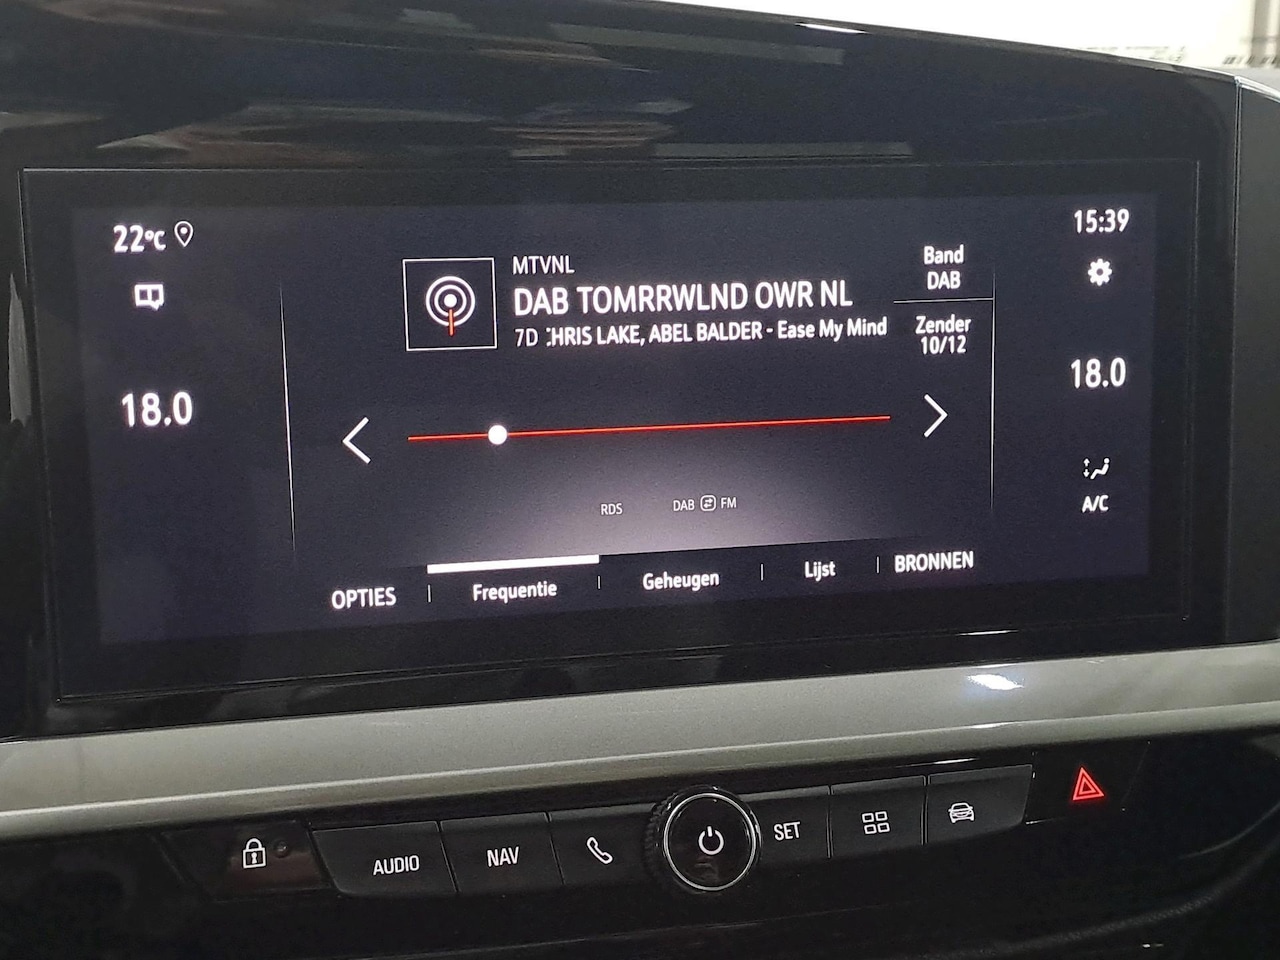 22°C
18.0
MTVNL
DAB TOMRRWLND OWR NL
7D :HRIS LAKE, ABEL BALDER - Ease My Mind
Band
DAB
Zender
10/12
15:39
18.0
A/C
RDS
DAB FM
OPTIES
Frequentie
Geheugen
Lijst
BRONNEN
AUDIO
NAV
SET